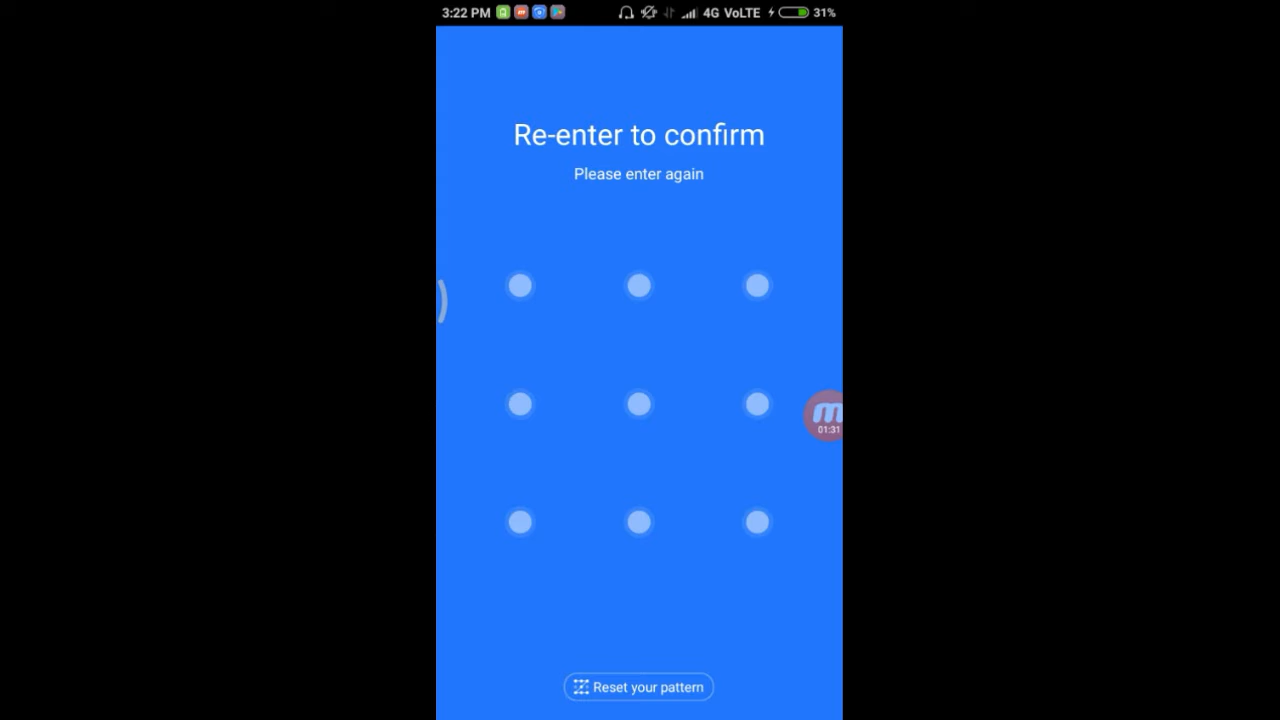 3:22 PM 4G VoLTE 31%
Re-enter to confirm
Please enter again
m
01:31
Reset your pattern